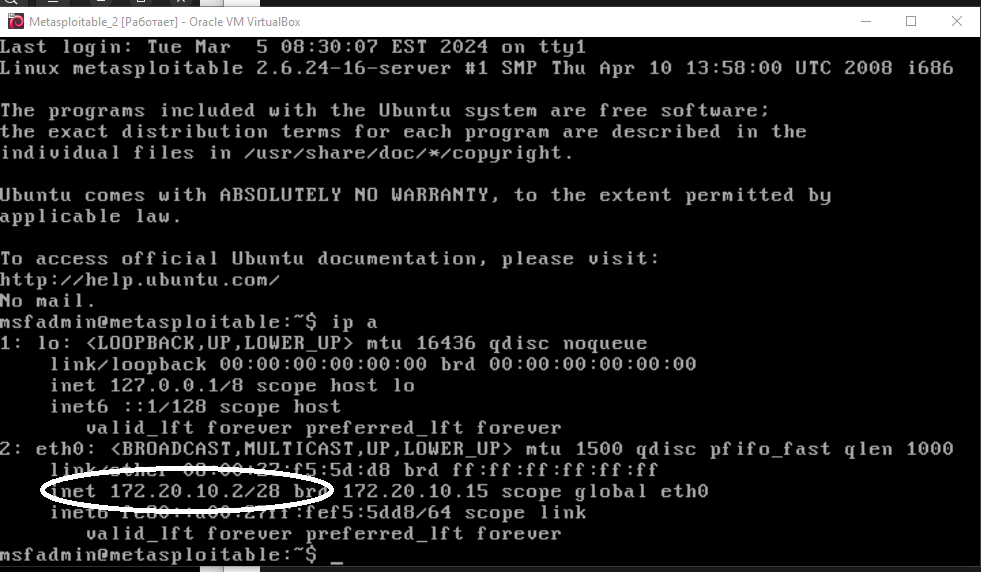 Metasploitable_2 [Работает] - Oracle VM VirtualBox
Last login: Tue Mar  5 08:30:07 EST 2024 on tty1
Linux metasploitable 2.6.24-16-server #1 SMP Thu Apr 10 13:58:00 UTC 2008 i686
The programs included with the Ubuntu system are free software;
the exact distribution terms for each program are described in the
individual files in /usr/share/doc/*/copyright.
Ubuntu comes with ABSOLUTELY NO WARRANTY, to the extent permitted by
applicable law.
To access official Ubuntu documentation, please visit:
http://help.ubuntu.com/
No mail.
msfadmin@metasploitable:~$ ip a
1: lo: <LOOPBACK,UP,LOWER_UP> mtu 16436 qdisc noqueue
    link/loopback 00:00:00:00:00:00 brd 00:00:00:00:00:00
    inet 127.0.0.1/8 scope host lo
    inet6 ::1/128 scope host
       valid_lft forever preferred_lft forever
2: eth0: <BROADCAST,MULTICAST,UP,LOWER_UP> mtu 1500 qdisc pfifo_fast qlen 1000
    link/ether 08:00:27:f5:5d:d8 brd ff:ff:ff:ff:ff:ff
    inet 172.20.10.2/28 brd 172.20.10.15 scope global eth0
    inet6 fe80::a00:27ff:fef5:5dd8/64 scope link
       valid_lft forever preferred_lft forever
msfadmin@metasploitable:~$ _